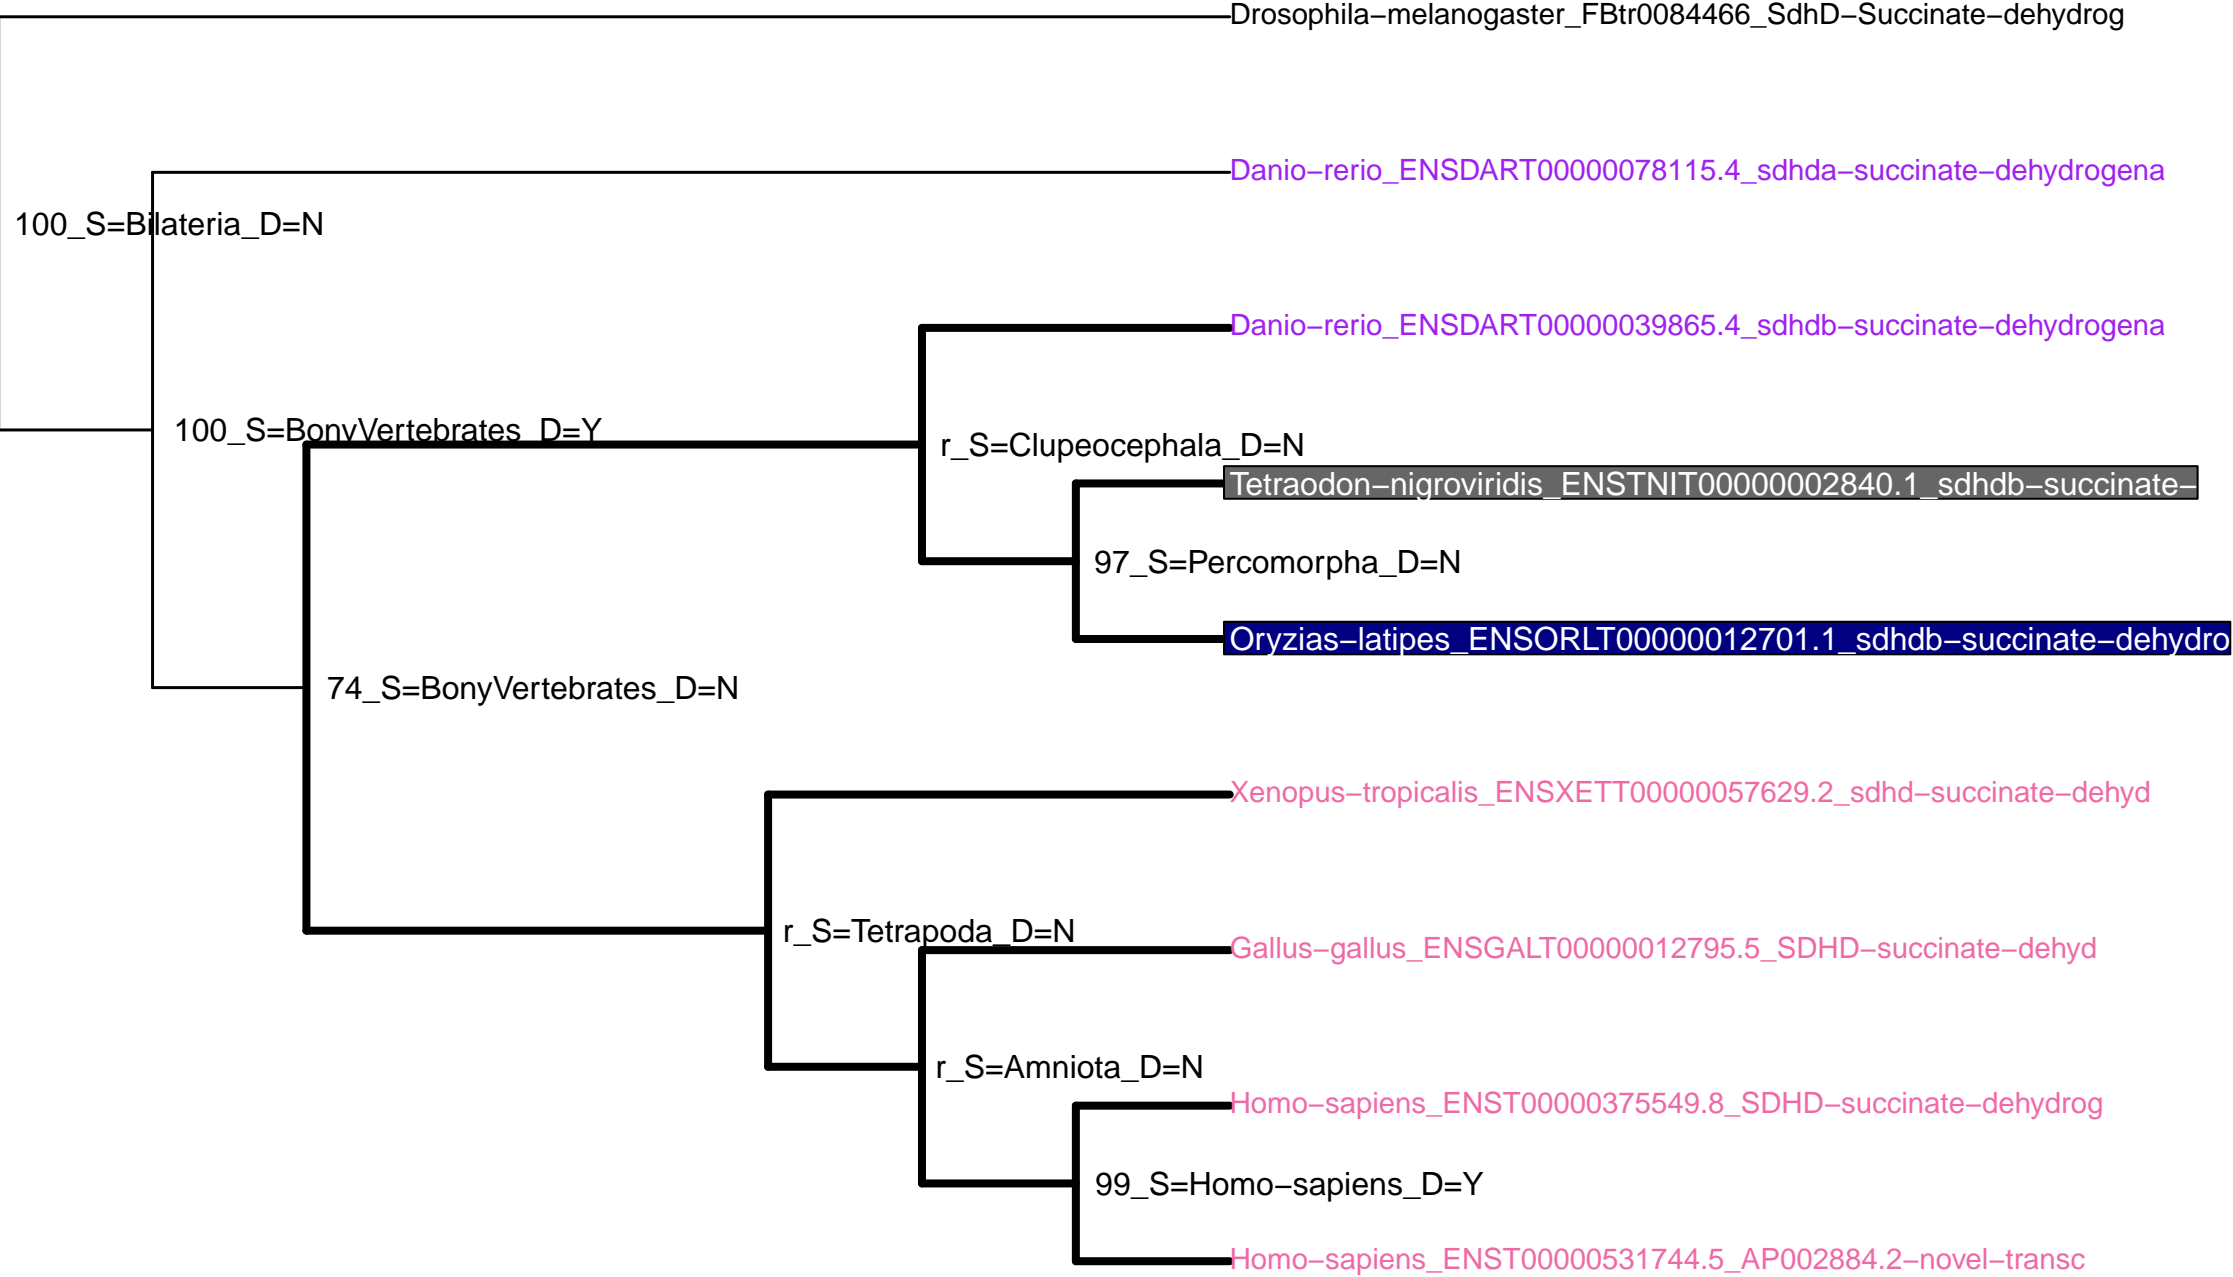 Drosophila−melanogaster_FBtr0084466_SdhD−Succinate−dehydrog
Danio−rerio_ENSDART00000078115.4_sdhda−succinate−dehydrogena
100_S=Bilateria_D=N
Danio−rerio_ENSDART00000039865.4_sdhdb−succinate−dehydrogena
100_S=BonyVertebrates_D=Y
r_S=Clupeocephala_D=N
Tetraodon−nigroviridis_ENSTNIT00000002840.1_sdhdb−succinate−
97_S=Percomorpha_D=N
Oryzias−latipes_ENSORLT00000012701.1_sdhdb−succinate−dehydro
74_S=BonyVertebrates_D=N
Xenopus−tropicalis_ENSXETT00000057629.2_sdhd−succinate−dehyd
r_S=Tetrapoda_D=N
Gallus−gallus_ENSGALT00000012795.5_SDHD−succinate−dehyd
r_S=Amniota_D=N
Homo−sapiens_ENST00000375549.8_SDHD−succinate−dehydrog
99_S=Homo−sapiens_D=Y
Homo−sapiens_ENST00000531744.5_AP002884.2−novel−transc